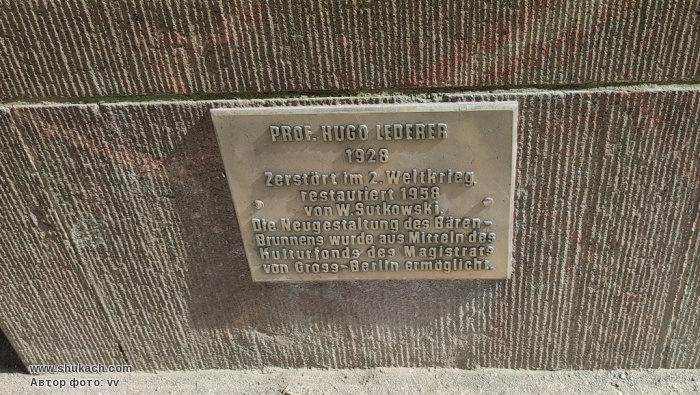 PROF. HUGO LEDERER
1928
Zerstört im 2. Weltkrieg.
restauriert 1958
von W. Sutkowski.
Die Neugestaltung des Bären-
Brunnens wurde aus Mitteln des
Kulturfonds des Magistrats
von Gross-Berlin ermöglicht.
www.shukach.com
Автор фото: vv